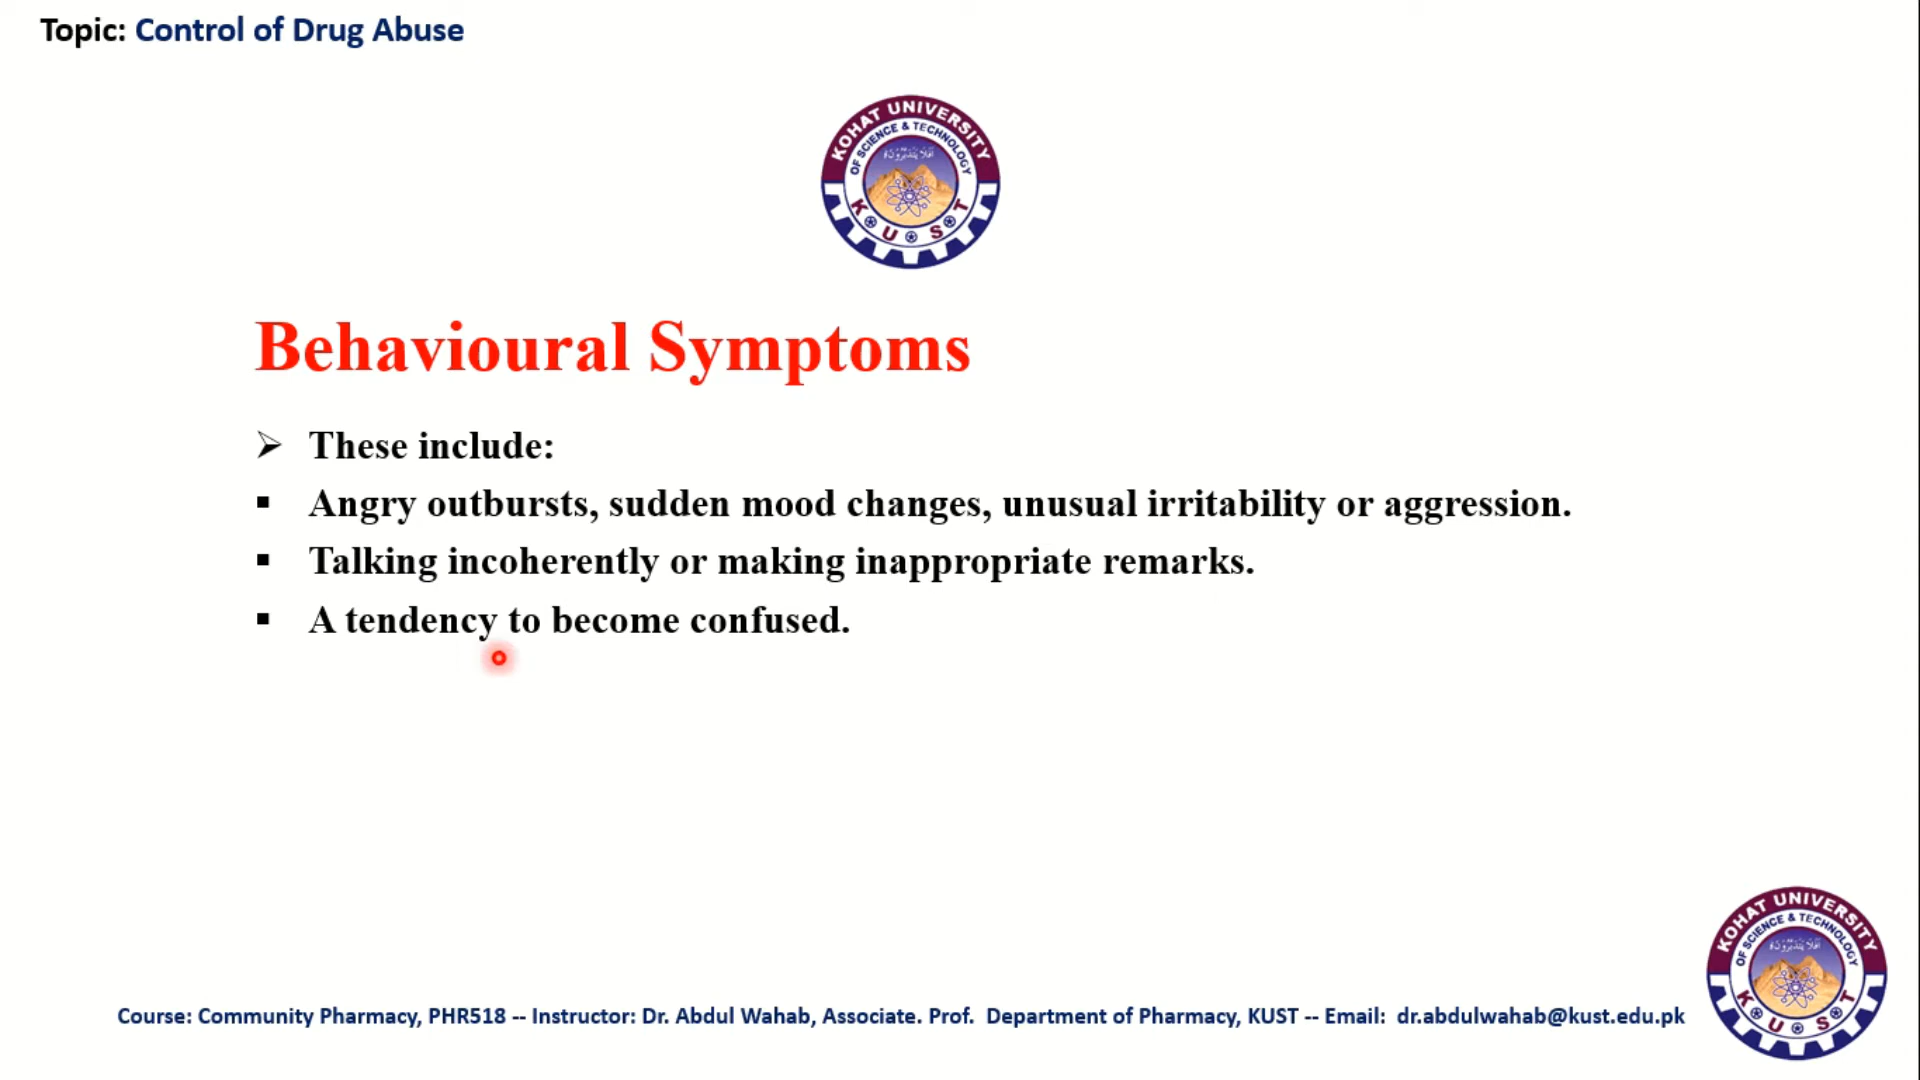 Topic: Control of Drug Abuse
KOHAT UNIVERSITY
OF SCIENCE & TECHNOLOGY
K U S T
Behavioural Symptoms
➢ These include:
▪ Angry outbursts, sudden mood changes, unusual irritability or aggression.
▪ Talking incoherently or making inappropriate remarks.
▪ A tendency to become confused.
KOHAT UNIVERSITY
OF SCIENCE & TECHNOLOGY
K U S T
Course: Community Pharmacy, PHR518 -- Instructor: Dr. Abdul Wahab, Associate. Prof. Department of Pharmacy, KUST -- Email: dr.abdulwahab@kust.edu.pk